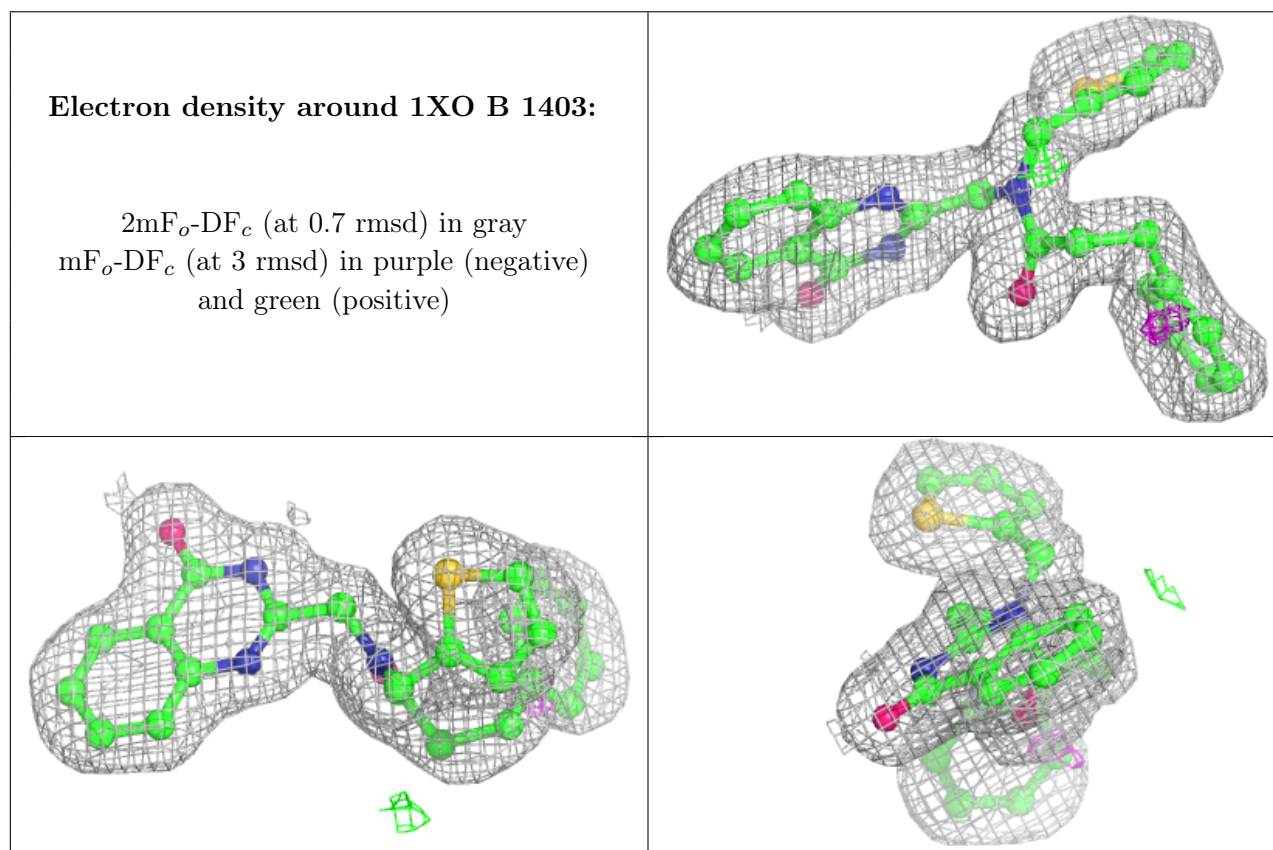 Electron density around 1XO B 1403:
2mFₒ-DF𝒸 (at 0.7 rmsd) in gray
mFₒ-DF𝒸 (at 3 rmsd) in purple (negative)
and green (positive)